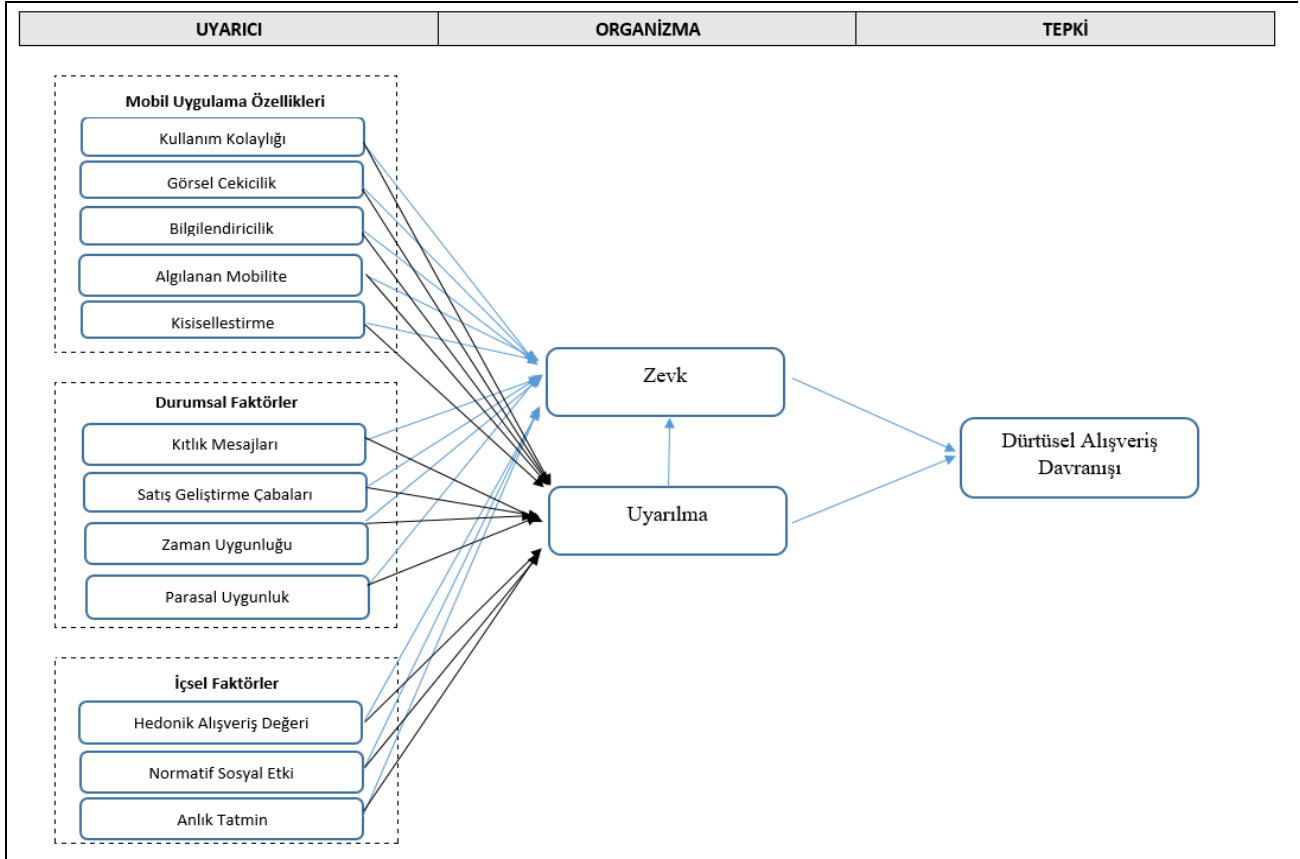 UYARICI
ORGANİZMA
TEPKİ
Mobil Uygulama Özellikleri
Kullanım Kolaylığı
Görsel Cekicilik
Bilgilendiricilik
Algılanan Mobilite
Kisisellestirme
Durumsal Faktörler
Kıtlık Mesajları
Satış Geliştirme Çabaları
Zaman Uygunluğu
Parasal Uygunluk
İçsel Faktörler
Hedonik Alışveriş Değeri
Normatif Sosyal Etki
Anlık Tatmin
Zevk
Uyarılma
Dürtüsel Alışveriş
Davranışı